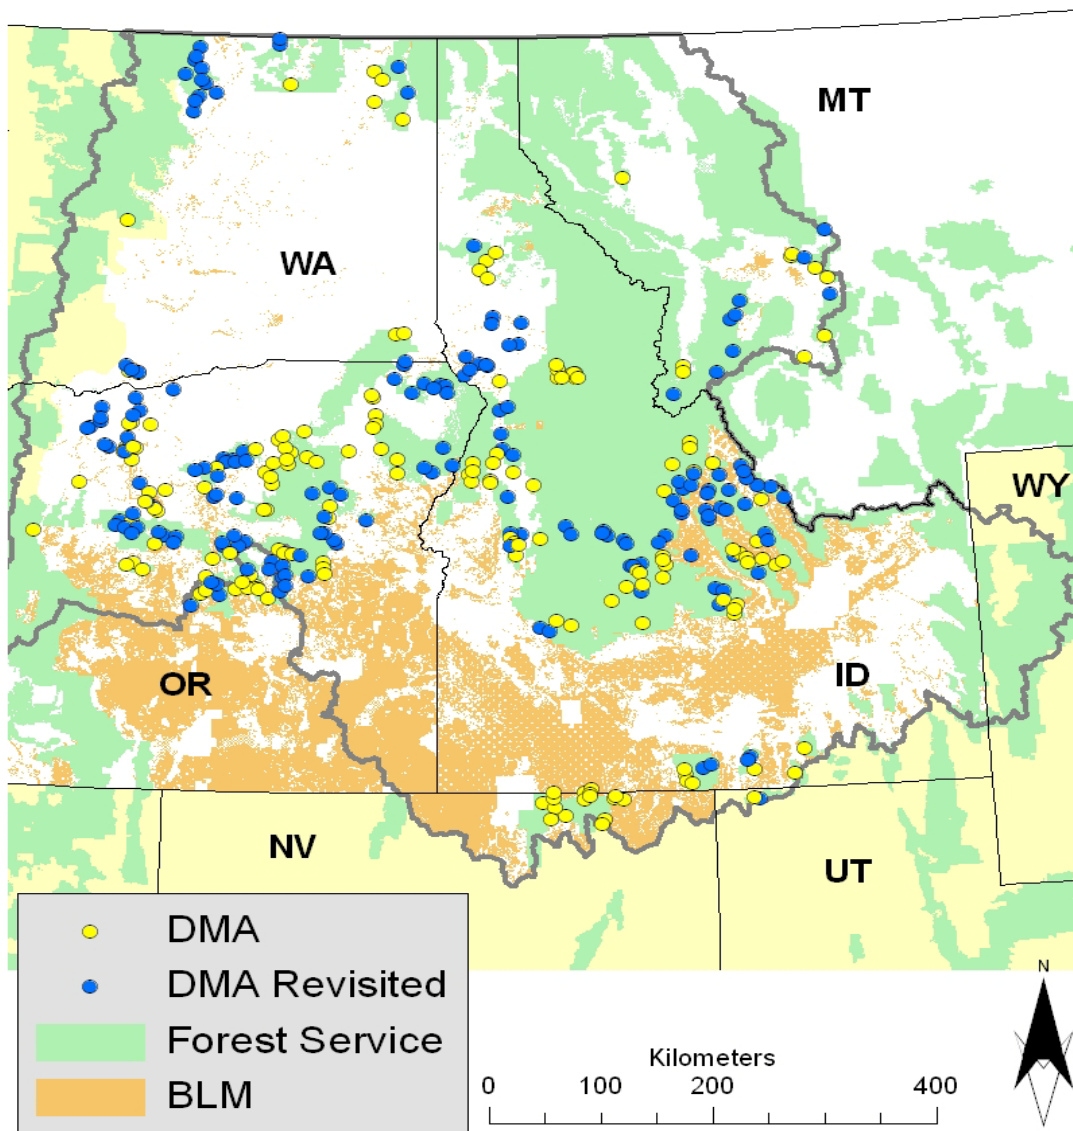 MT
WA
WY
OR
ID
NV
UT
DMA
DMA Revisited
Forest Service
BLM
N
Kilometers
0 100 200 400